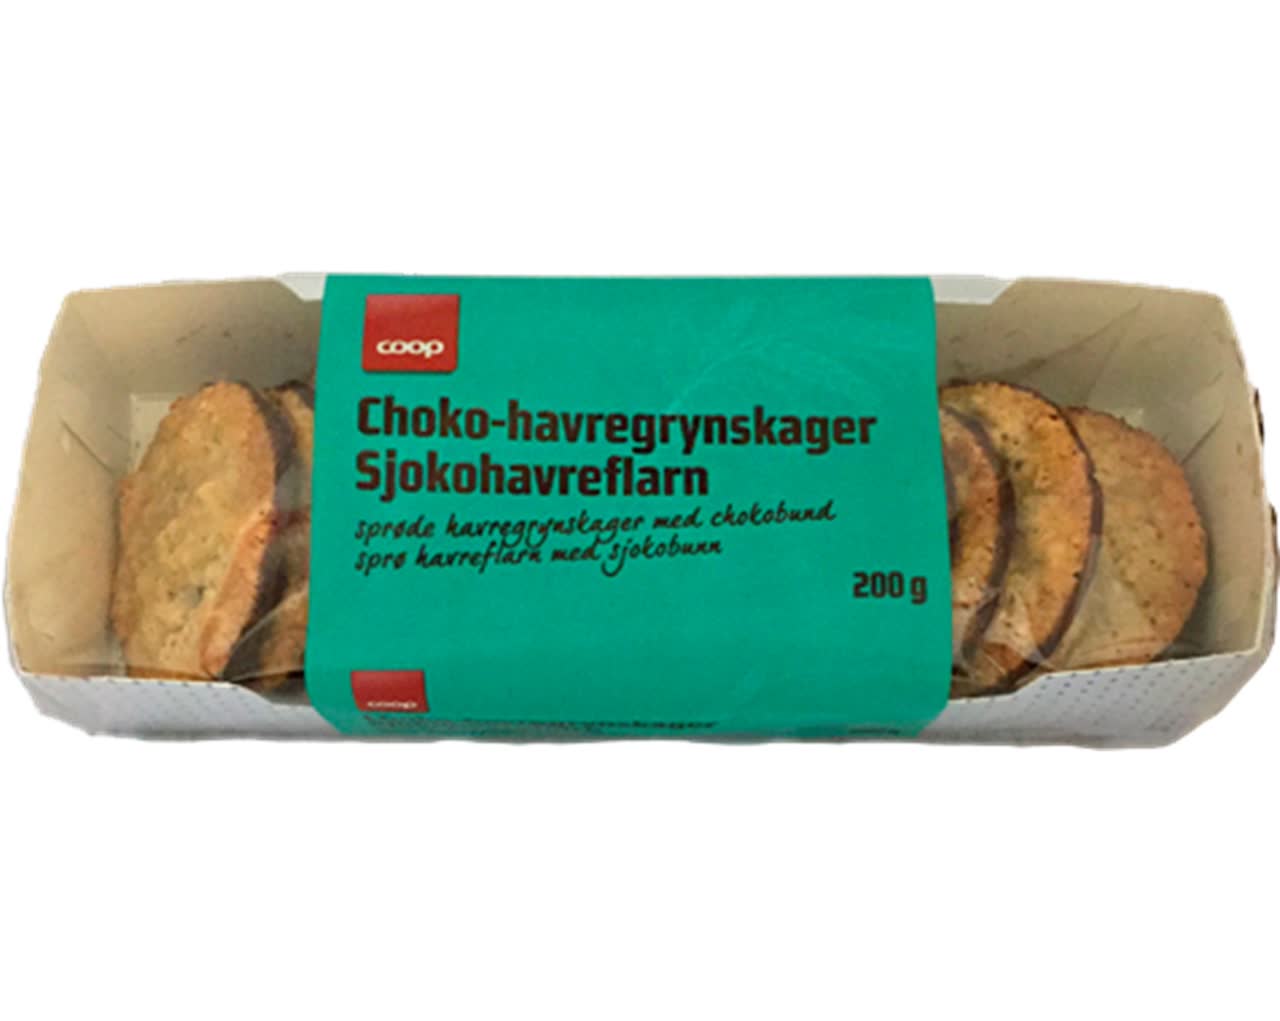 coop
Choko-havregrynskager
Sjokohavreflarn
sprøde havregrynskager med chokobund
sprø havreflarn med sjokobunn
200 g
coop